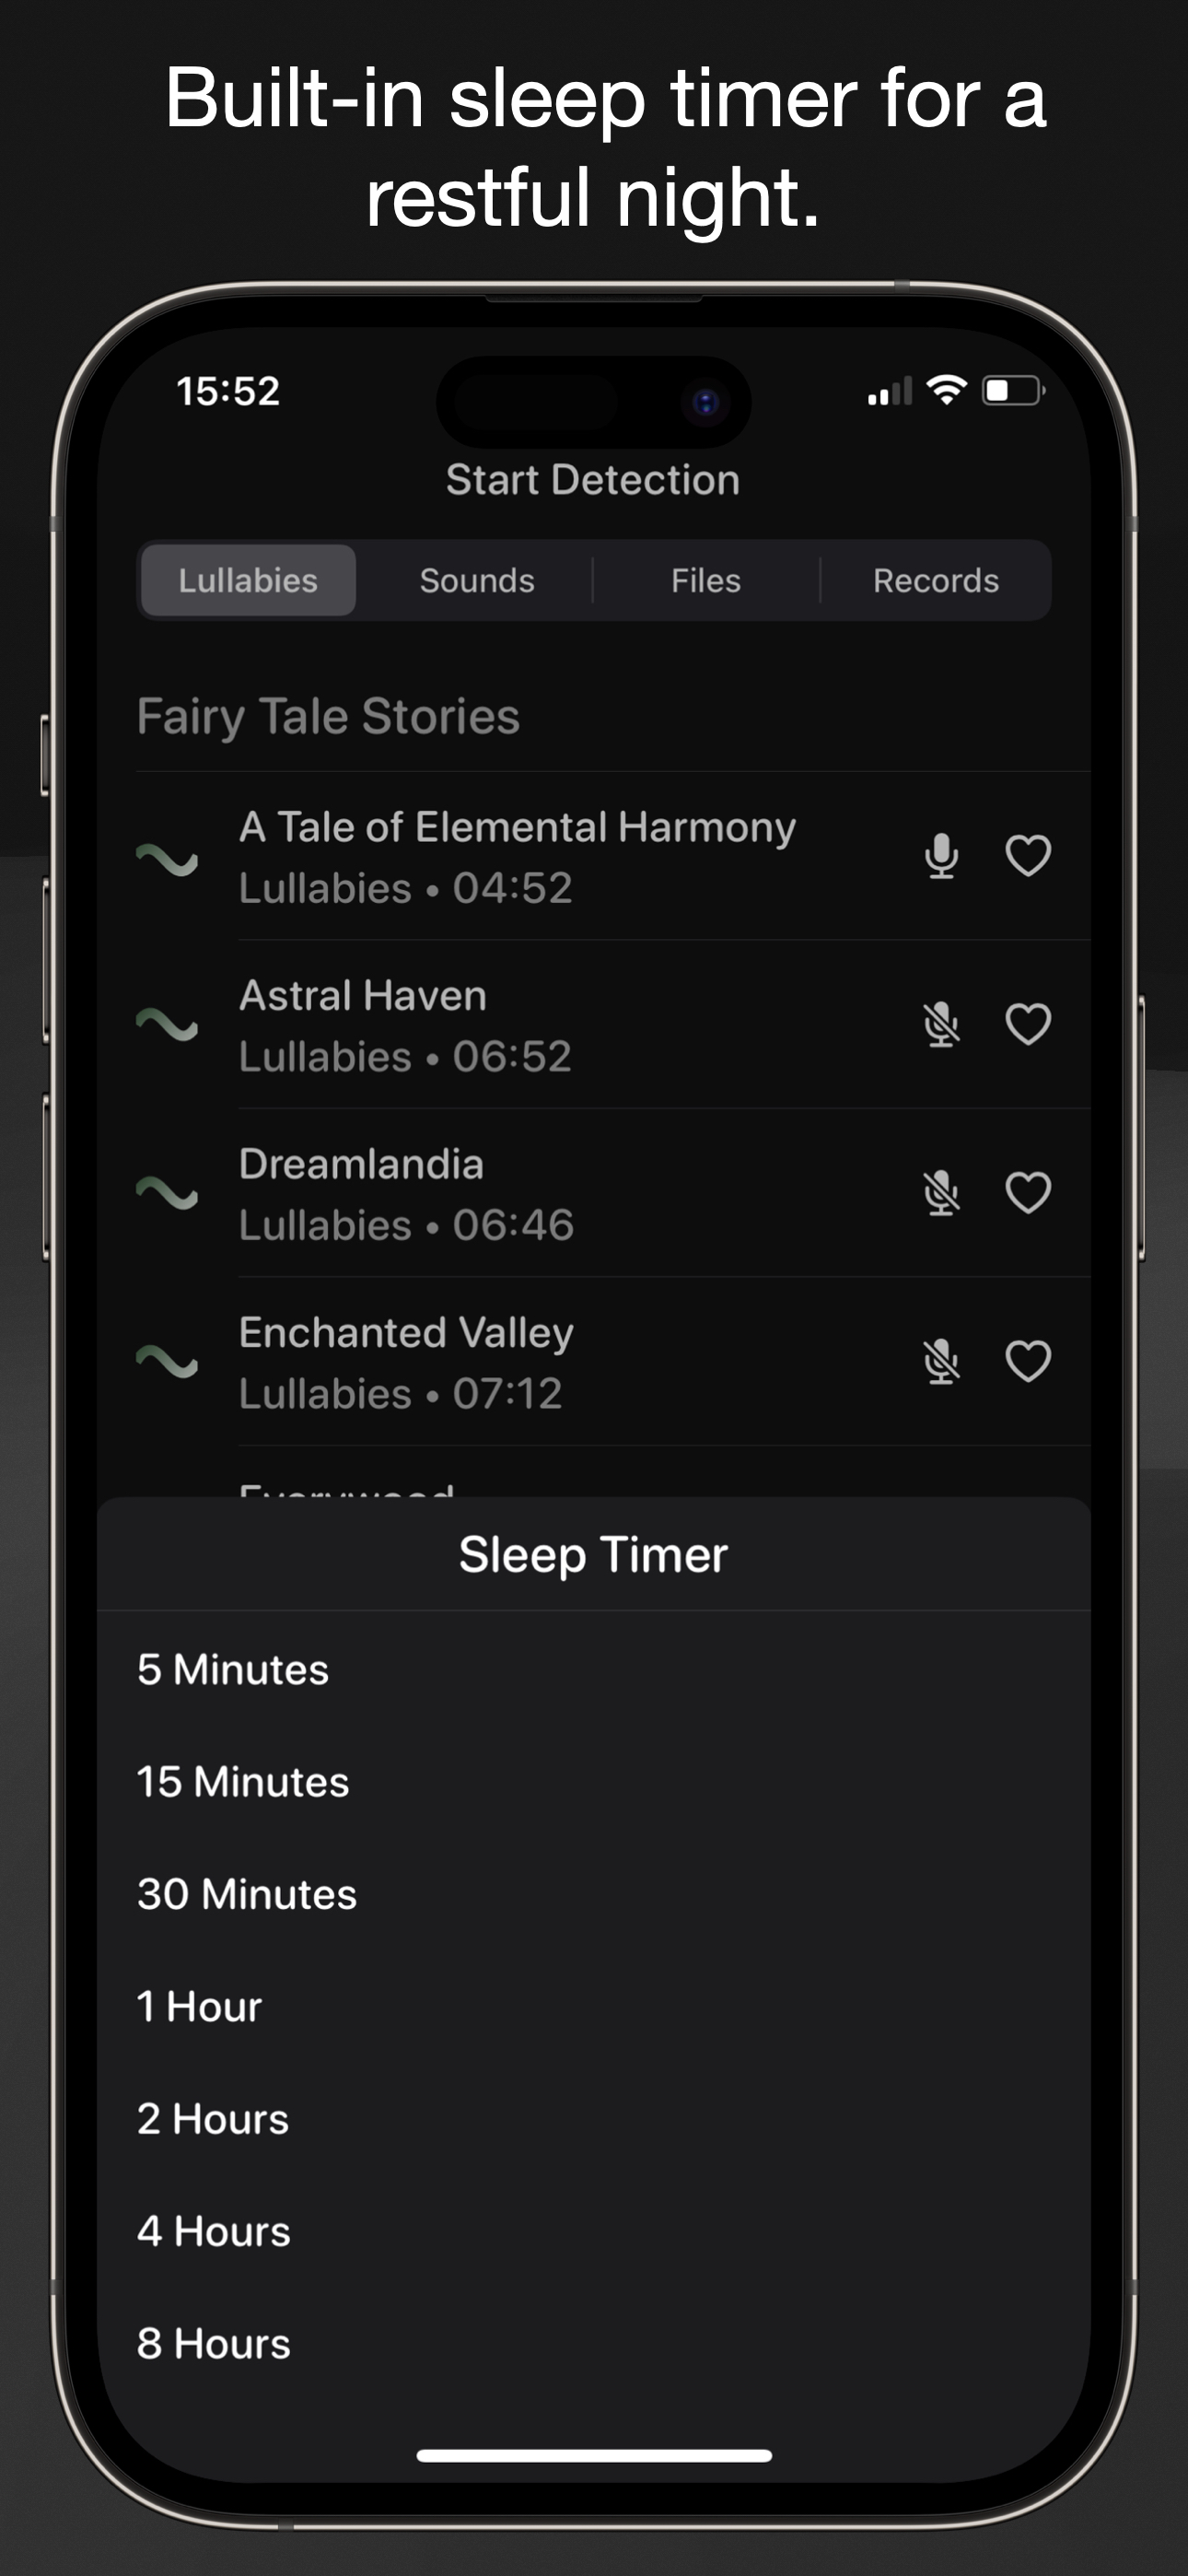 Built-in sleep timer for a
restful night.
15:52
Start Detection
Lullabies Sounds Files Records
Fairy Tale Stories
A Tale of Elemental Harmony
Lullabies • 04:52
Astral Haven
Lullabies • 06:52
Dreamlandia
Lullabies • 06:46
Enchanted Valley
Lullabies • 07:12
Sleep Timer
5 Minutes
15 Minutes
30 Minutes
1 Hour
2 Hours
4 Hours
8 Hours